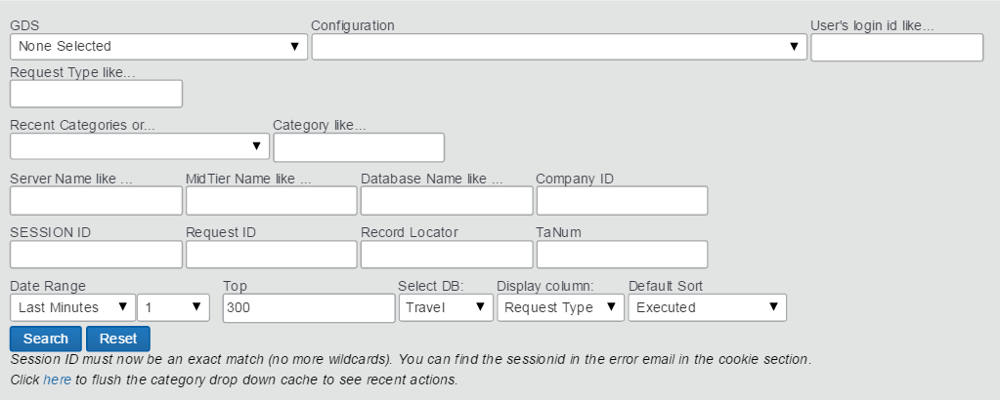 GDS Configuration User's login id like...
None Selected
Request Type like...
Recent Categories or... Category like...
Server Name like ... MidTier Name like ... Database Name like ... Company ID
SESSION ID Request ID Record Locator TaNum
Date Range Top Select DB: Display column: Default Sort
Last Minutes 1 300 Travel Request Type Executed
Search Reset
Session ID must now be an exact match (no more wildcards). You can find the sessionid in the error email in the cookie section.
Click here to flush the category drop down cache to see recent actions.